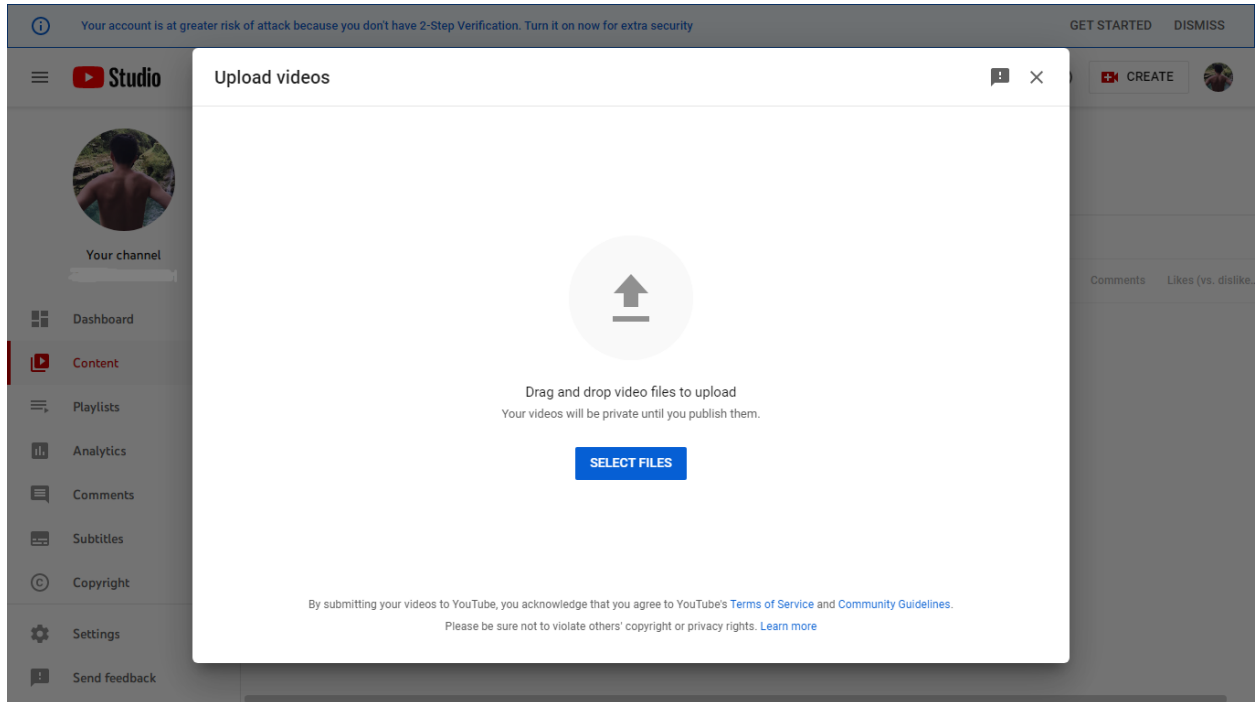 Your account is at greater risk of attack because you don't have 2-Step Verification. Turn it on now for extra security
GET STARTED
DISMISS
Studio
Upload videos
CREATE
Your channel
Dashboard
Content
Playlists
Analytics
Comments
Subtitles
Copyright
Settings
Send feedback
Drag and drop video files to upload
Your videos will be private until you publish them.
SELECT FILES
By submitting your videos to YouTube, you acknowledge that you agree to YouTube's Terms of Service and Community Guidelines.
Please be sure not to violate others' copyright or privacy rights. Learn more
Comments
Likes (vs. dislike...